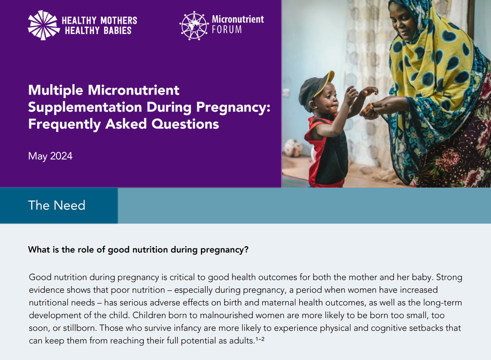 HEALTHY MOTHERS
HEALTHY BABIES
Micronutrient
FORUM
Multiple Micronutrient
Supplementation During Pregnancy:
Frequently Asked Questions
May 2024
The Need
What is the role of good nutrition during pregnancy?
Good nutrition during pregnancy is critical to good health outcomes for both the mother and her baby. Strong
evidence shows that poor nutrition – especially during pregnancy, a period when women have increased
nutritional needs – has serious adverse effects on birth and maternal health outcomes, as well as the long-term
development of the child. Children born to malnourished women are more likely to be born too small, too
soon, or stillborn. Those who survive infancy are more likely to experience physical and cognitive setbacks that
can keep them from reaching their full potential as adults.¹⁻²